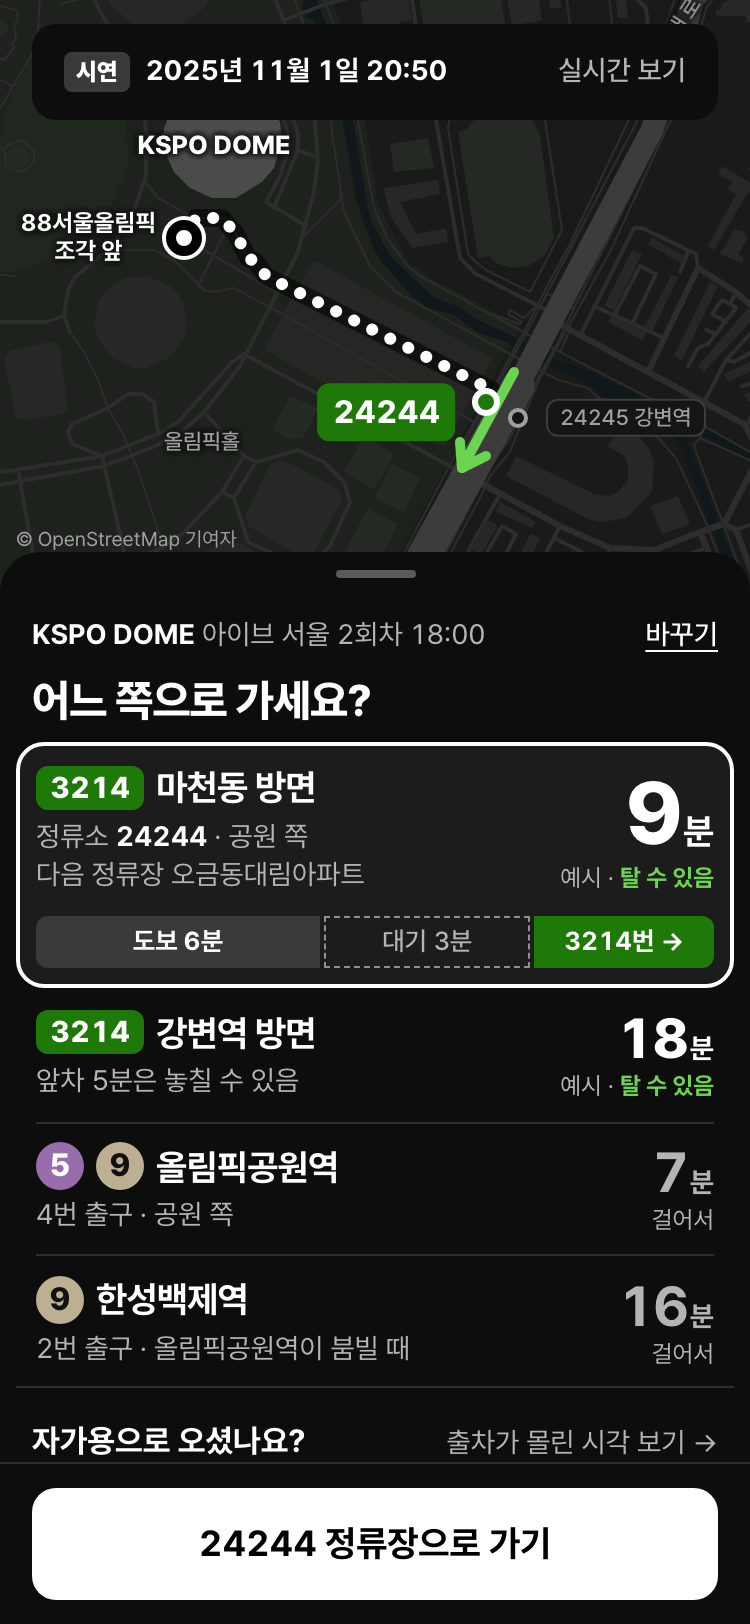 시연 2025년 11월 1일 20:50 실시간 보기
KSPO DOME
88서울올림픽
조각 앞
24244
24245 강변역
올림픽홀
© OpenStreetMap 기여자
KSPO DOME 아이브 서울 2회차 18:00 바꾸기
어느 쪽으로 가세요?
3214 마천동 방면
9분
정류소 24244 · 공원 쪽
다음 정류장 오금동대림아파트
예시 · 탈 수 있음
도보 6분 대기 3분 3214번 →
3214 강변역 방면
18분
앞차 5분은 놓칠 수 있음
예시 · 탈 수 있음
5 9 올림픽공원역
7분
4번 출구 · 공원 쪽
걸어서
9 한성백제역
16분
2번 출구 · 올림픽공원역이 붐빌 때
걸어서
자가용으로 오셨나요? 출차가 몰린 시각 보기 →
24244 정류장으로 가기